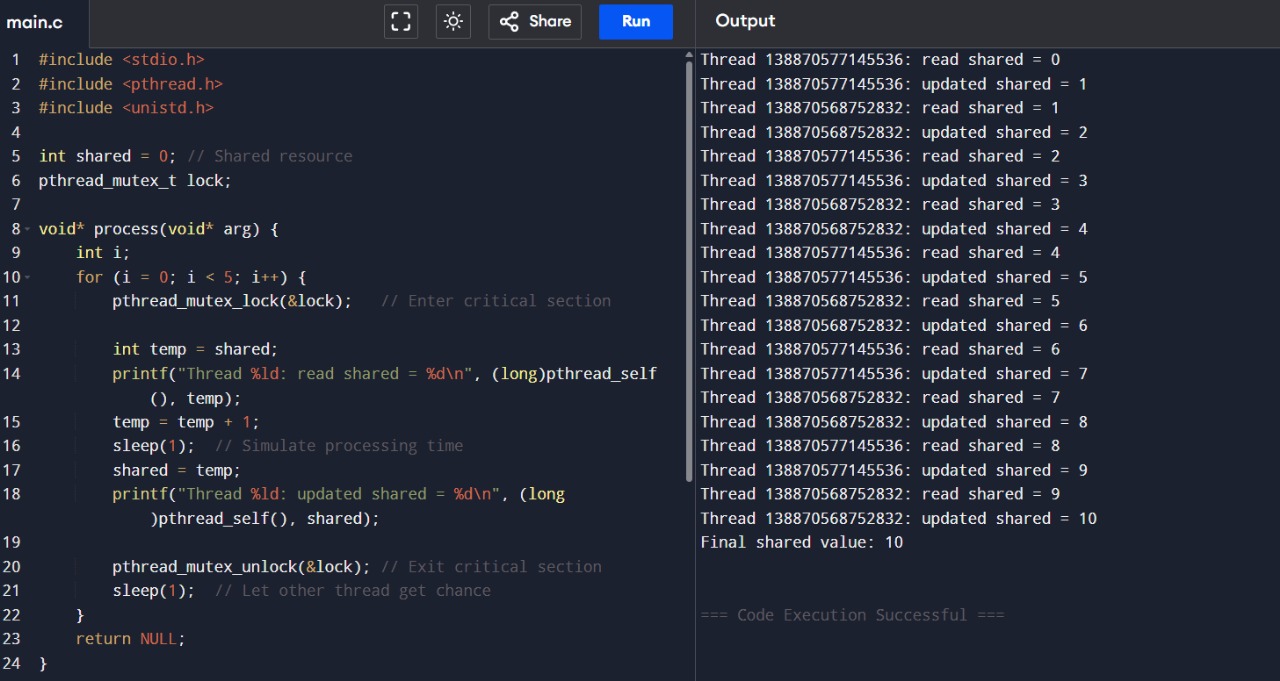 main.c
Share
Run
Output
1 #include <stdio.h>
2 #include <pthread.h>
3 #include <unistd.h>
4
5 int shared = 0; // Shared resource
6 pthread_mutex_t lock;
7
8 void* process(void* arg) {
9     int i;
10     for (i = 0; i < 5; i++) {
11         pthread_mutex_lock(&lock);   // Enter critical section
12
13         int temp = shared;
14         printf("Thread %ld: read shared = %d\n", (long)pthread_self
            (), temp);
15         temp = temp + 1;
16         sleep(1);  // Simulate processing time
17         shared = temp;
18         printf("Thread %ld: updated shared = %d\n", (long
            )pthread_self(), shared);
19
20         pthread_mutex_unlock(&lock); // Exit critical section
21         sleep(1);  // Let other thread get chance
22     }
23     return NULL;
24 }
Thread 138870577145536: read shared = 0
Thread 138870577145536: updated shared = 1
Thread 138870568752832: read shared = 1
Thread 138870568752832: updated shared = 2
Thread 138870577145536: read shared = 2
Thread 138870577145536: updated shared = 3
Thread 138870568752832: read shared = 3
Thread 138870568752832: updated shared = 4
Thread 138870577145536: read shared = 4
Thread 138870577145536: updated shared = 5
Thread 138870568752832: read shared = 5
Thread 138870568752832: updated shared = 6
Thread 138870577145536: read shared = 6
Thread 138870577145536: updated shared = 7
Thread 138870568752832: read shared = 7
Thread 138870568752832: updated shared = 8
Thread 138870577145536: read shared = 8
Thread 138870577145536: updated shared = 9
Thread 138870568752832: read shared = 9
Thread 138870568752832: updated shared = 10
Final shared value: 10
=== Code Execution Successful ===